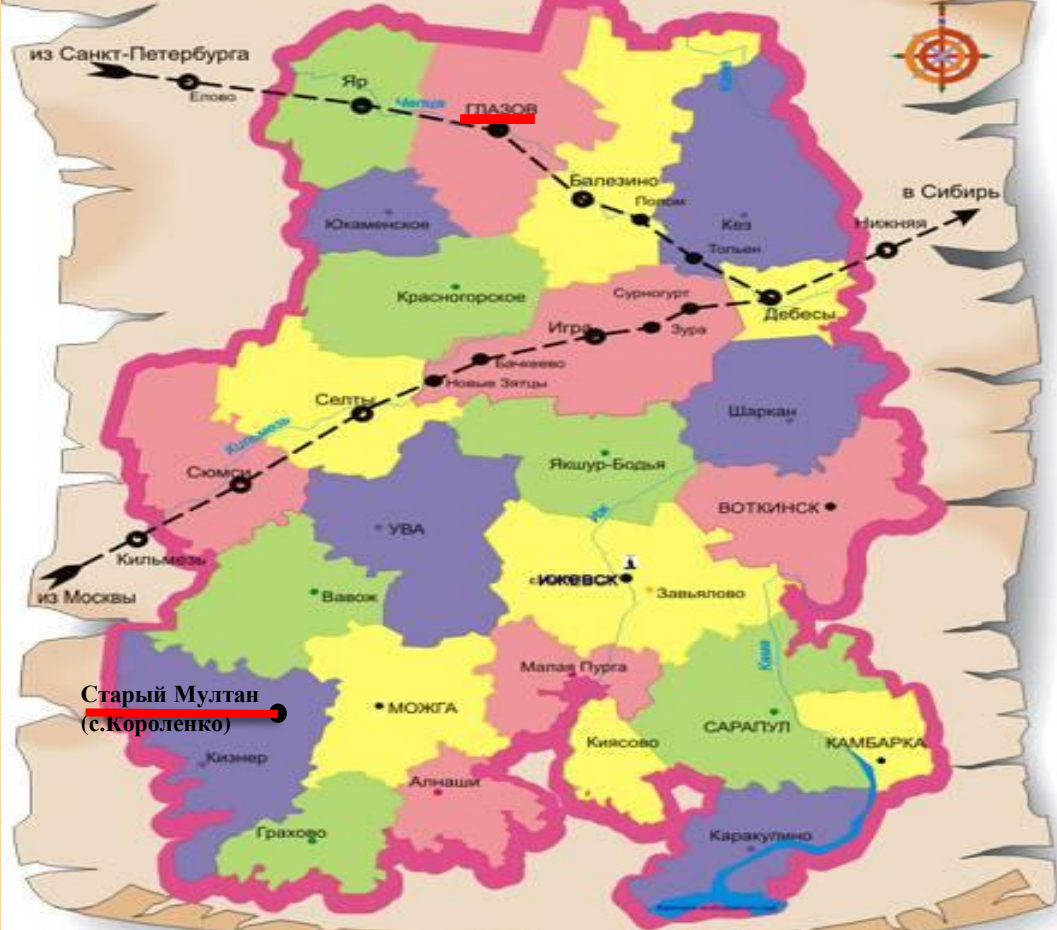 из Санкт-Петербурга
Елово
Яр
Чепца
ГЛАЗОВ
Кама
в Сибирь
Балезино
Полом
Юкаменское
Кез
Нижняя
Тольен
Красногорское
Сурногурт
Дебесы
Игра
Зура
Бачкеево
Новые Зятцы
Селты
Шаркан
Кильмезь
Якшур-Бодья
Сюмси
ВОТКИНСК
Иж
УВА
Кильмезь
ИЖЕВСК
из Москвы
Вавож
Завьялово
Малая Пурга
Кама
Старый Мултан
(с.Короленко)
МОЖГА
САРАПУЛ
Киясово
КАМБАРКА
Кизнер
Алнаши
Грахово
Каракулино